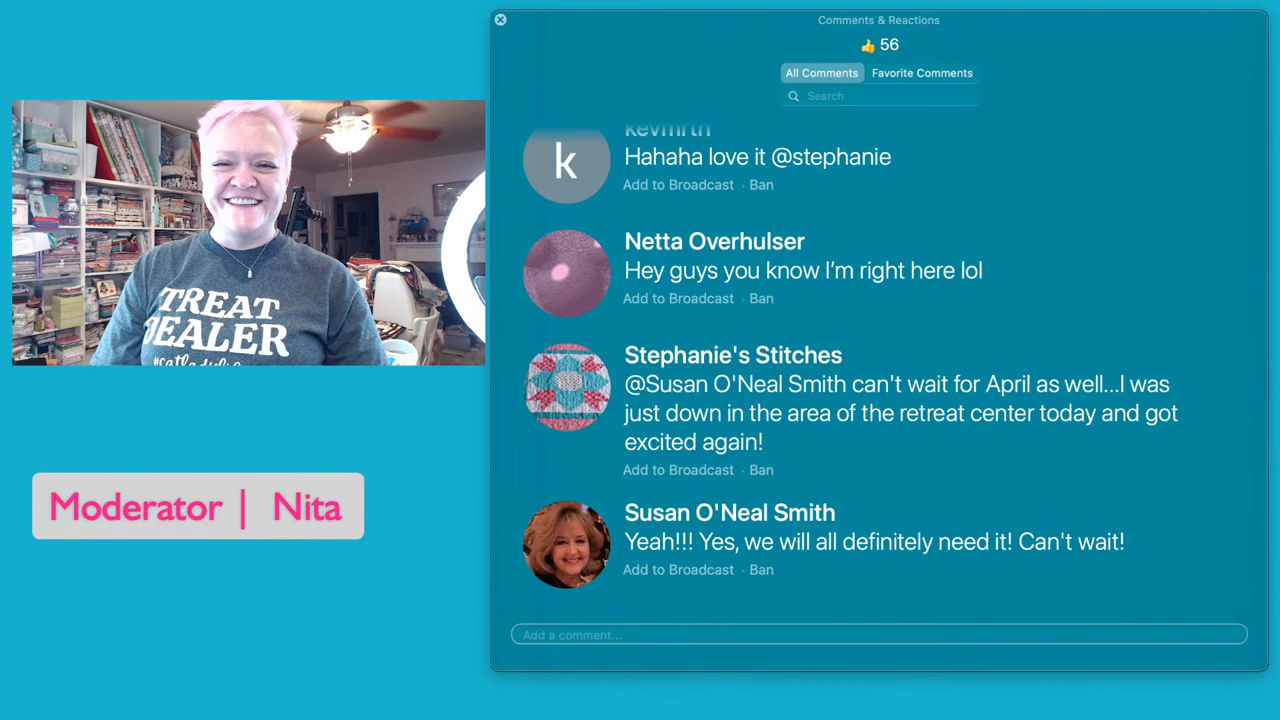 Comments & Reactions
👍 56
All Comments Favorite Comments
Search
kevmrth
k
Hahaha love it @stephanie
Add to Broadcast · Ban
Netta Overhulser
Hey guys you know I'm right here lol
Add to Broadcast · Ban
Stephanie's Stitches
@Susan O'Neal Smith can't wait for April as well...I was
just down in the area of the retreat center today and got
excited again!
Add to Broadcast · Ban
Susan O'Neal Smith
Yeah!!! Yes, we will all definitely need it! Can't wait!
Add to Broadcast · Ban
Add a comment...
TREAT
DEALER
Moderator | Nita